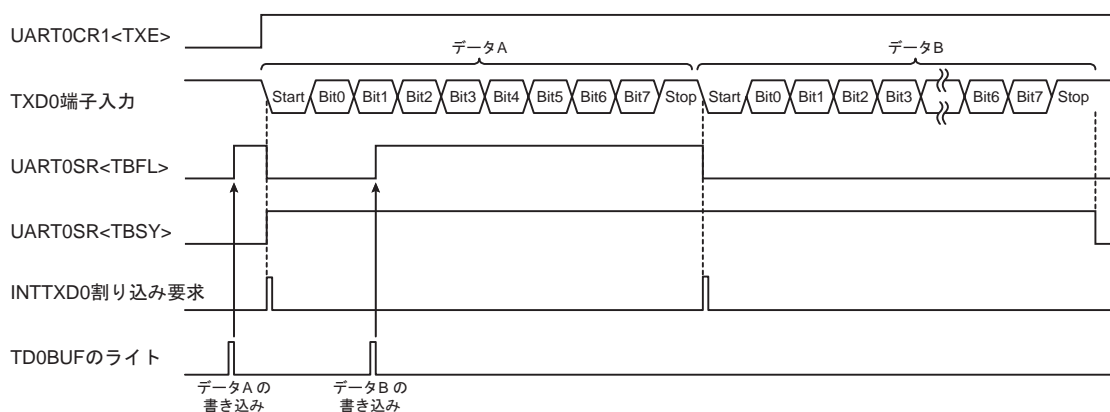 UART0CR1<TXE>
データA
データB
TXD0端子入力
Start Bit0 Bit1 Bit2 Bit3 Bit4 Bit5 Bit6 Bit7 Stop Start Bit0 Bit1 Bit2 Bit3 Bit6 Bit7 Stop
UART0SR<TBFL>
UART0SR<TBSY>
INTTXD0割り込み要求
TD0BUFのライト
データA の
書き込み
データB の
書き込み